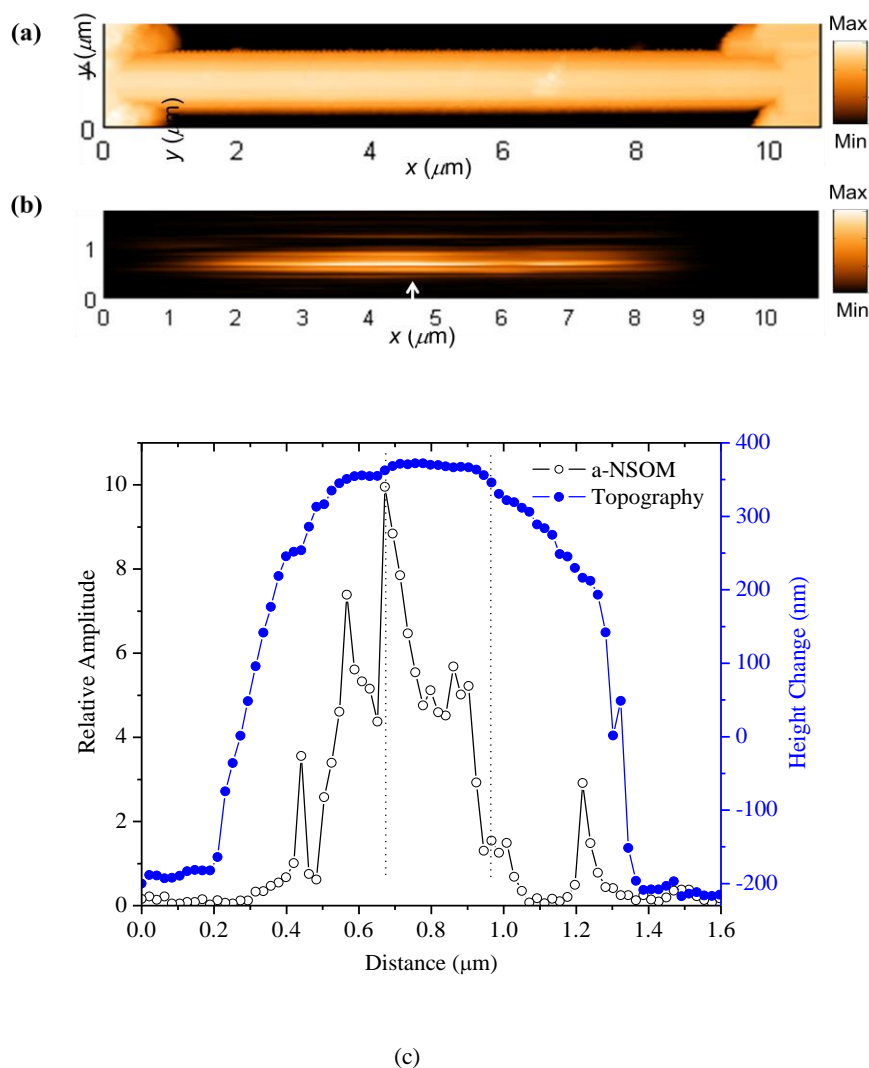 (a)
y (μm)
0
y (μm)
0 2 4 6 8 10
x (μm)
Max
Min
(b)
1
0
0 1 2 3 4 5 6 7 8 9 10
x (μm)
Max
Min
10
8
6
4
2
0
Relative Amplitude
400
300
200
100
0
-100
-200
Height Change (nm)
a-NSOM
Topography
0.0 0.2 0.4 0.6 0.8 1.0 1.2 1.4 1.6
Distance (μm)
(c)